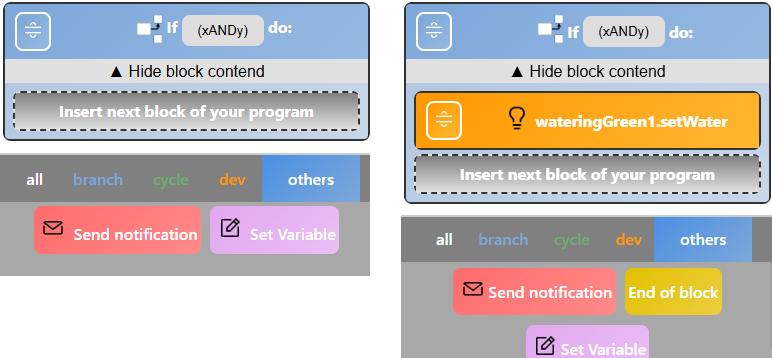 If (xANDy) do:
▲ Hide block contend
Insert next block of your program
all branch cycle dev others
Send notification Set Variable
If (xANDy) do:
▲ Hide block contend
wateringGreen1.setWater
Insert next block of your program
all branch cycle dev others
Send notification End of block
Set Variable